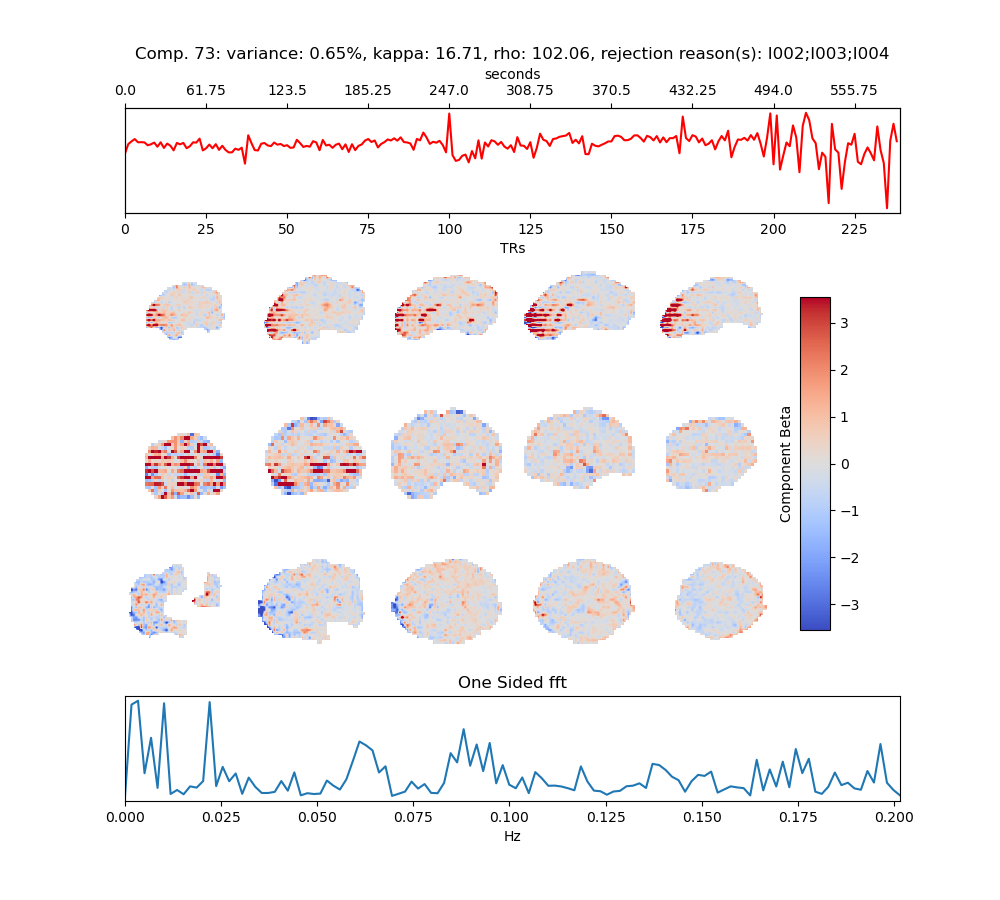 Comp. 73: variance: 0.65%, kappa: 16.71, rho: 102.06, rejection reason(s): I002;I003;I004
seconds
0.0 61.75 123.5 185.25 247.0 308.75 370.5 432.25 494.0 555.75
0 25 50 75 100 125 150 175 200 225
TRs
3
2
1
0
−1
−2
−3
Component Beta
One Sided fft
0.000 0.025 0.050 0.075 0.100 0.125 0.150 0.175 0.200
Hz